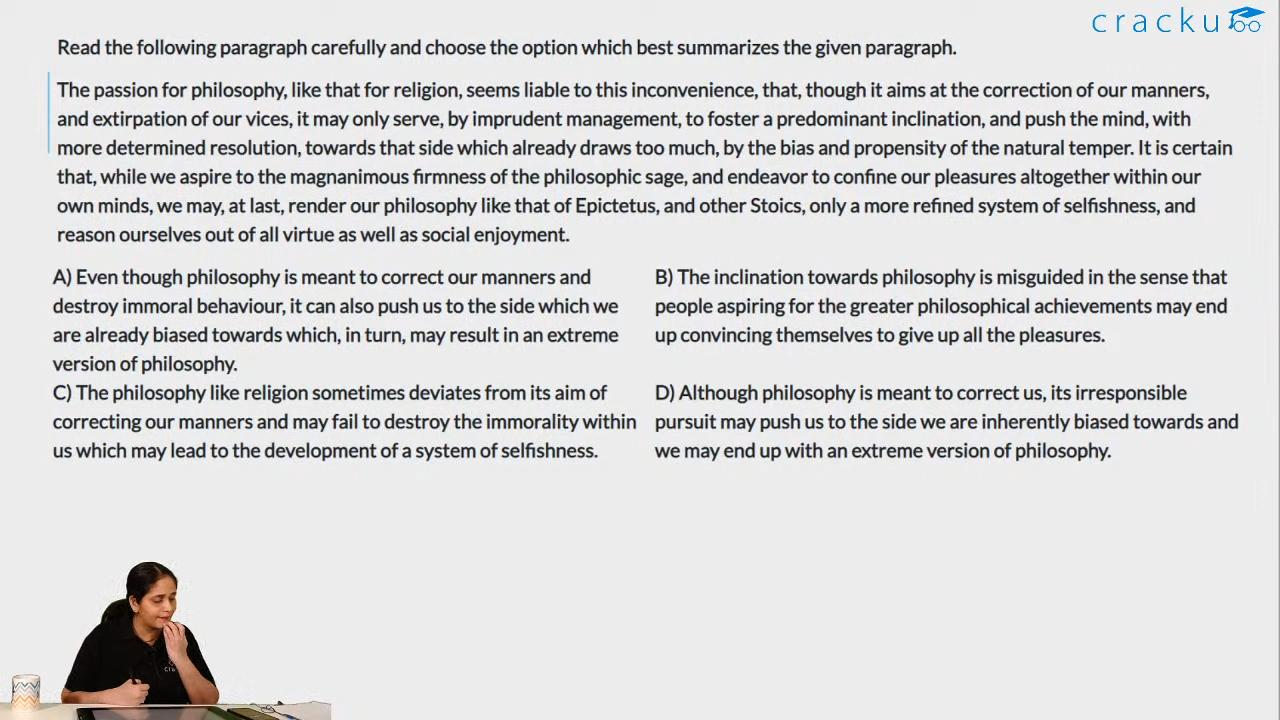 cracku
Read the following paragraph carefully and choose the option which best summarizes the given paragraph.
The passion for philosophy, like that for religion, seems liable to this inconvenience, that, though it aims at the correction of our manners,
and extirpation of our vices, it may only serve, by imprudent management, to foster a predominant inclination, and push the mind, with
more determined resolution, towards that side which already draws too much, by the bias and propensity of the natural temper. It is certain
that, while we aspire to the magnanimous firmness of the philosophic sage, and endeavor to confine our pleasures altogether within our
own minds, we may, at last, render our philosophy like that of Epictetus, and other Stoics, only a more refined system of selfishness, and
reason ourselves out of all virtue as well as social enjoyment.
A) Even though philosophy is meant to correct our manners and
destroy immoral behaviour, it can also push us to the side which we
are already biased towards which, in turn, may result in an extreme
version of philosophy.
B) The inclination towards philosophy is misguided in the sense that
people aspiring for the greater philosophical achievements may end
up convincing themselves to give up all the pleasures.
C) The philosophy like religion sometimes deviates from its aim of
correcting our manners and may fail to destroy the immorality within
us which may lead to the development of a system of selfishness.
D) Although philosophy is meant to correct us, its irresponsible
pursuit may push us to the side we are inherently biased towards and
we may end up with an extreme version of philosophy.